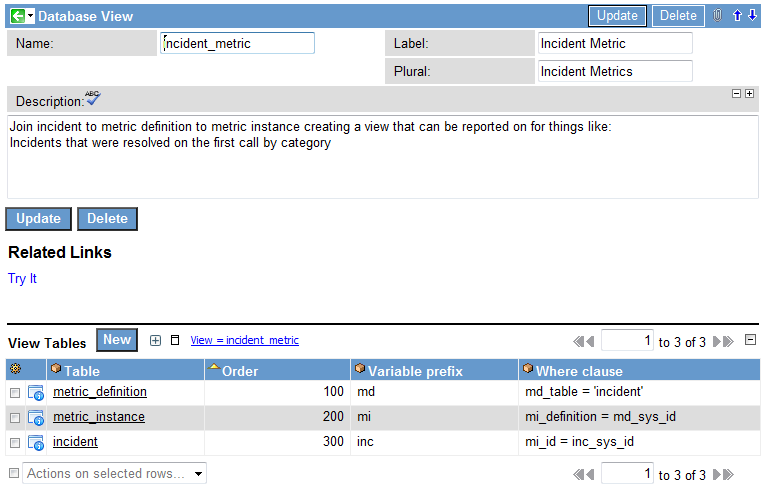 Database View Update Delete
Name: incident_metric Label: Incident Metric
Plural: Incident Metrics
Description: ABC
Join incident to metric definition to metric instance creating a view that can be reported on for things like:
Incidents that were resolved on the first call by category
Update Delete
Related Links
Try It
View Tables New View = incident_metric 1 to 3 of 3
Table Order Variable prefix Where clause
metric_definition 100 md md_table = 'incident'
metric_instance 200 mi mi_definition = md_sys_id
incident 300 inc mi_id = inc_sys_id
Actions on selected rows... 1 to 3 of 3